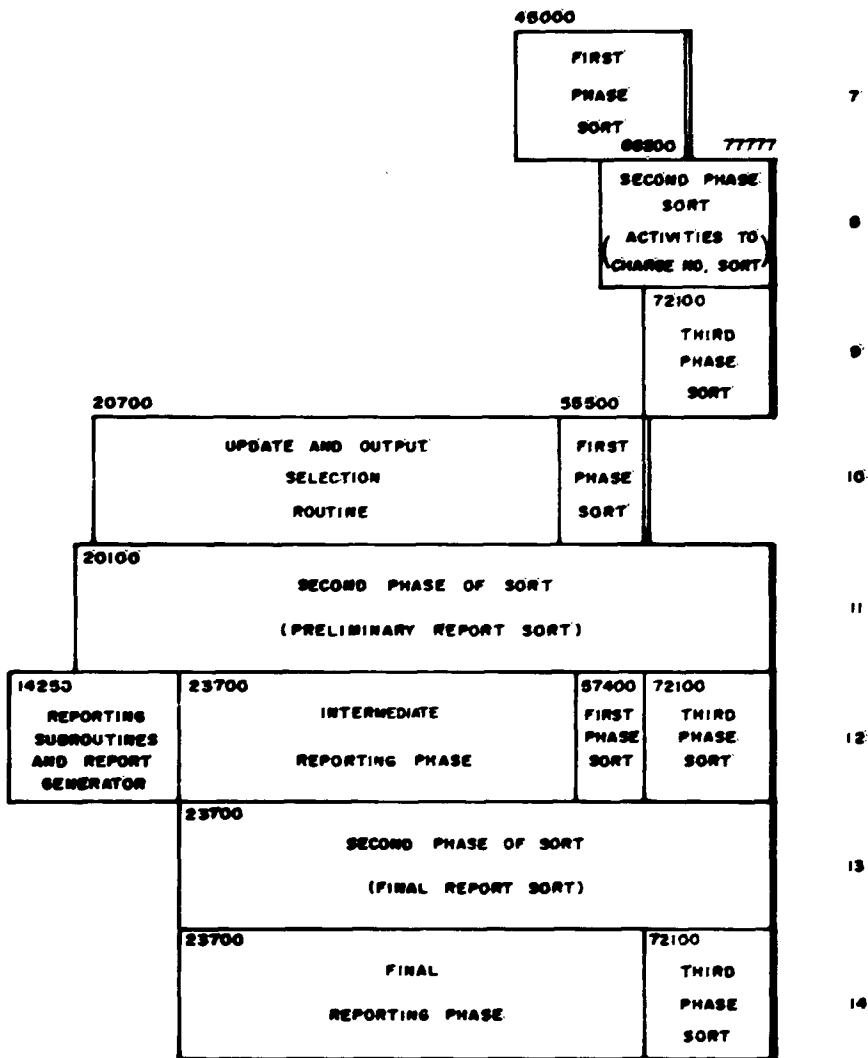 45000
FIRST
PHASE
SORT
7
66500 77777
SECOND PHASE
SORT
(ACTIVITIES TO
CHARGE NO. SORT)
8
72100
THIRD
PHASE
SORT
9
20700
UPDATE AND OUTPUT
SELECTION
ROUTINE
55500
FIRST
PHASE
SORT
10
20100
SECOND PHASE OF SORT
(PRELIMINARY REPORT SORT)
11
14250
REPORTING
SUBROUTINES
AND REPORT
GENERATOR
23700
INTERMEDIATE
REPORTING PHASE
57400
FIRST
PHASE
SORT
72100
THIRD
PHASE
SORT
12
23700
SECOND PHASE OF SORT
(FINAL REPORT SORT)
13
23700
FINAL
REPORTING PHASE
72100
THIRD
PHASE
SORT
14